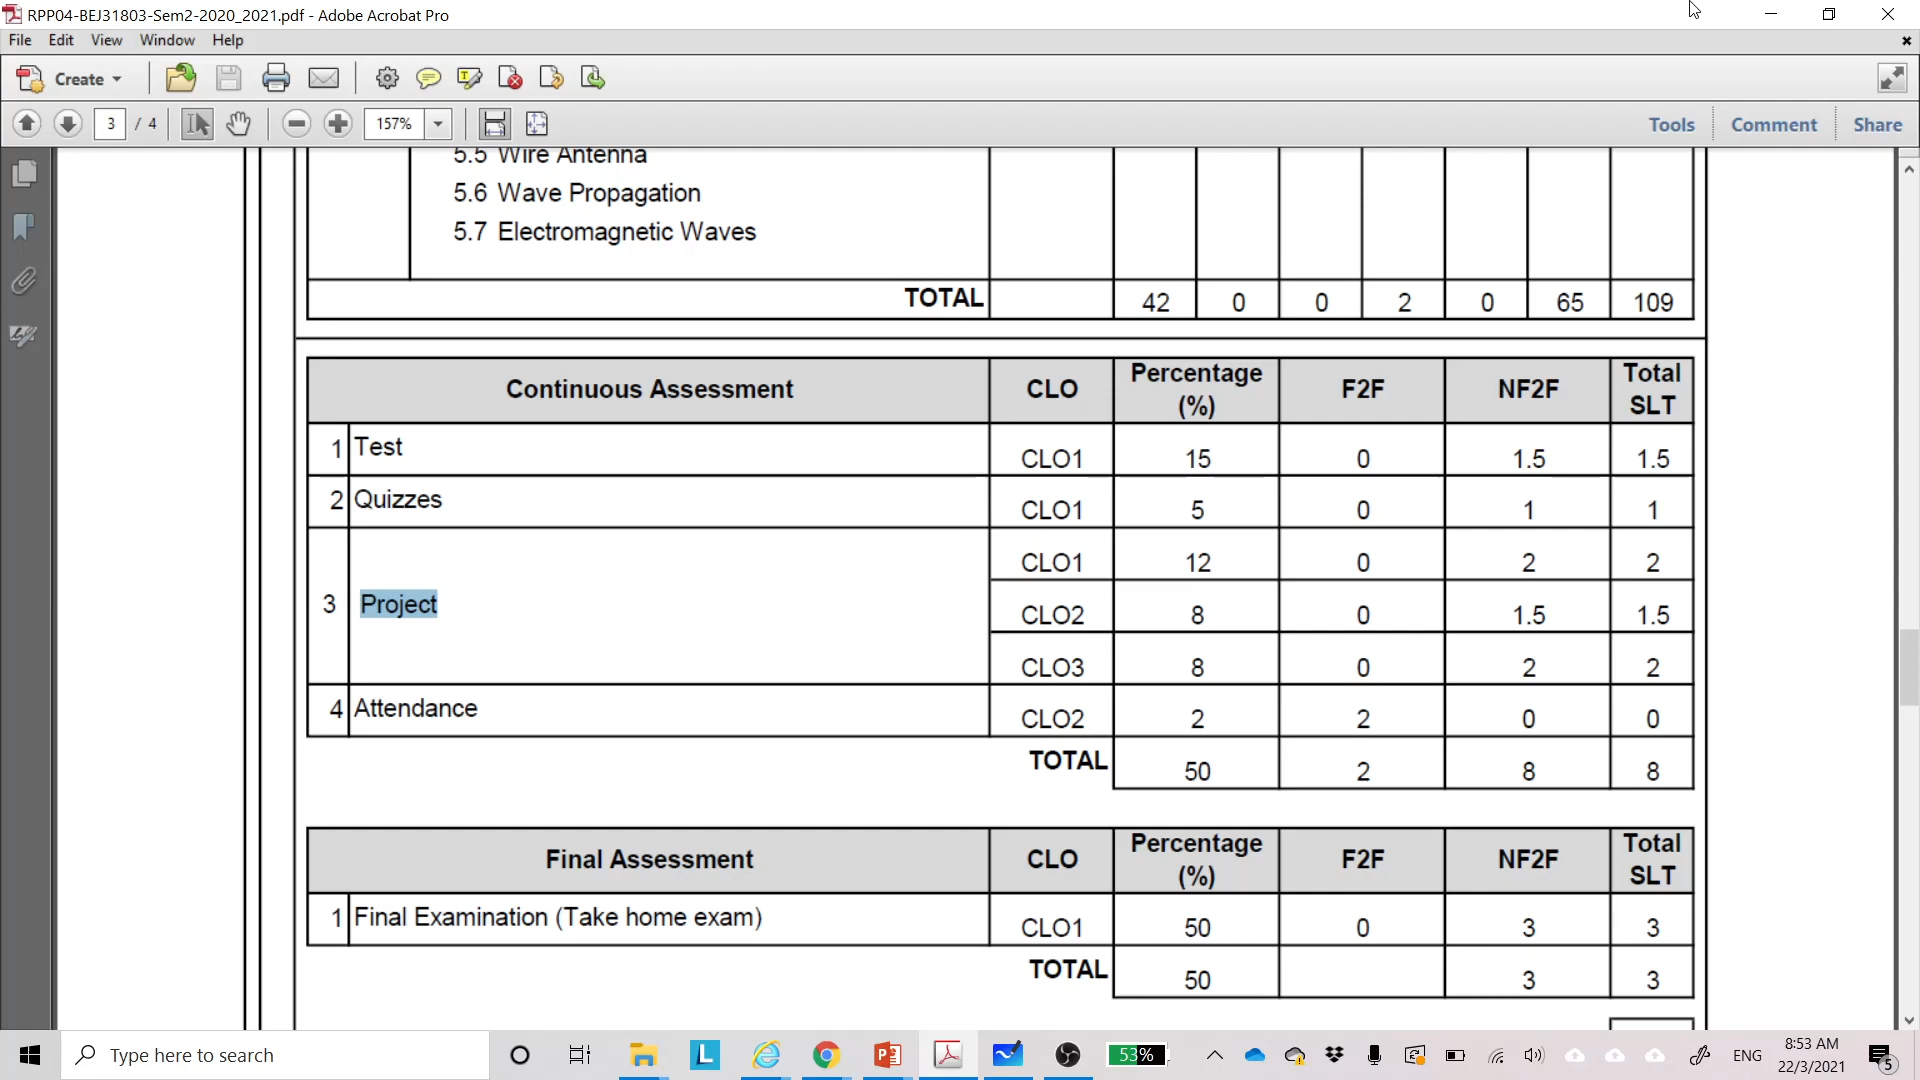 RPP04-BEJ31803-Sem2-2020_2021.pdf - Adobe Acrobat Pro
File Edit View Window Help
Create
3 / 4 157% Tools Comment Share
5.5 Wire Antenna
5.6 Wave Propagation
5.7 Electromagnetic Waves
TOTAL 42 0 0 2 0 65 109
Continuous Assessment CLO Percentage (%) F2F NF2F Total SLT
1 Test CLO1 15 0 1.5 1.5
2 Quizzes CLO1 5 0 1 1
CLO1 12 0 2 2
3 Project CLO2 8 0 1.5 1.5
CLO3 8 0 2 2
4 Attendance CLO2 2 2 0 0
TOTAL 50 2 8 8
Final Assessment CLO Percentage (%) F2F NF2F Total SLT
1 Final Examination (Take home exam) CLO1 50 0 3 3
TOTAL 50 3 3
Type here to search L 53% ENG 8:53 AM
22/3/2021 5